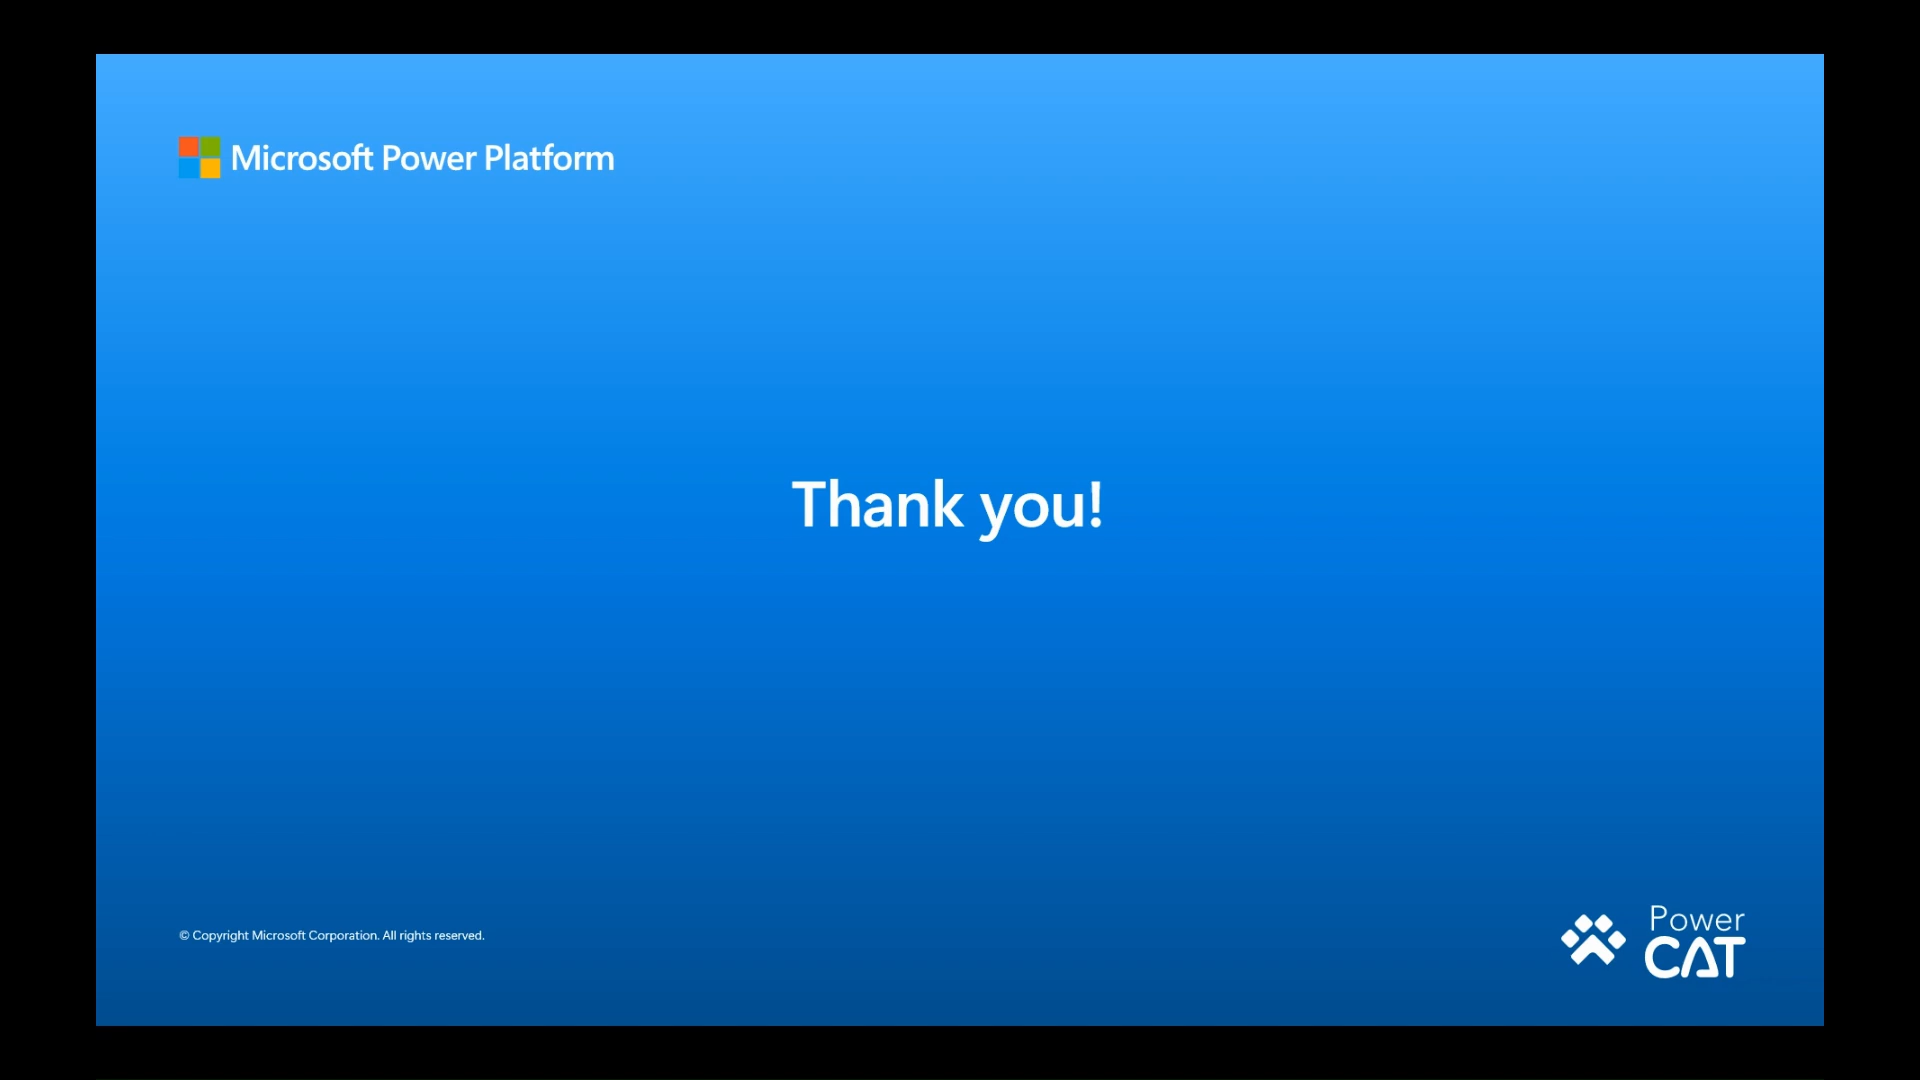 Microsoft Power Platform
Thank you!
© Copyright Microsoft Corporation. All rights reserved.
Power
CAT